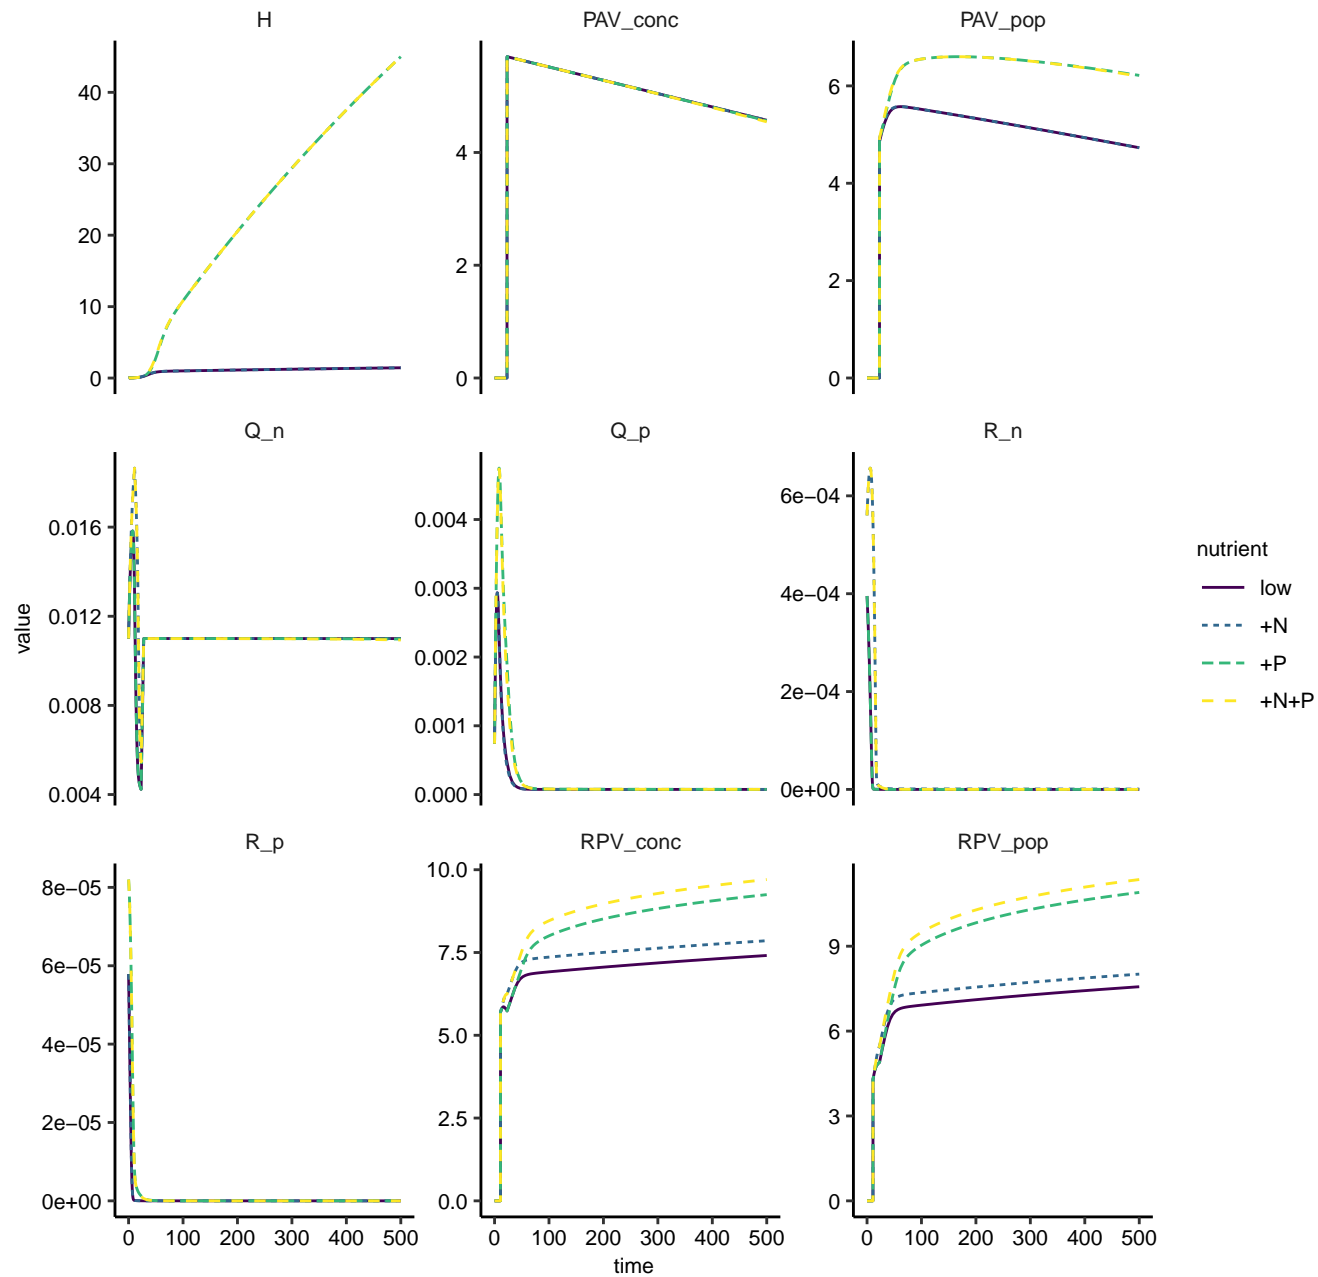 H
PAV_conc
PAV_pop
40
30
20
10
0
4
2
0
6
4
2
0
Q_n
Q_p
R_n
0.016
0.012
0.008
0.004
0.004
0.003
0.002
0.001
0.000
6e−04
4e−04
2e−04
0e+00
value
R_p
RPV_conc
RPV_pop
8e−05
6e−05
4e−05
2e−05
0e+00
10.0
7.5
5.0
2.5
0.0
9
6
3
0
0 100 200 300 400 500
0 100 200 300 400 500
0 100 200 300 400 500
time
nutrient
low
+N
+P
+N+P